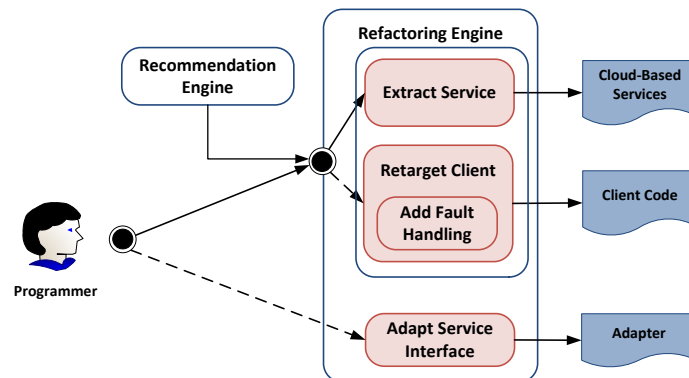 Refactoring Engine
Recommendation
Engine
Extract Service
Cloud-Based
Services
Retarget Client
Add Fault
Handling
Client Code
Programmer
Adapt Service
Interface
Adapter